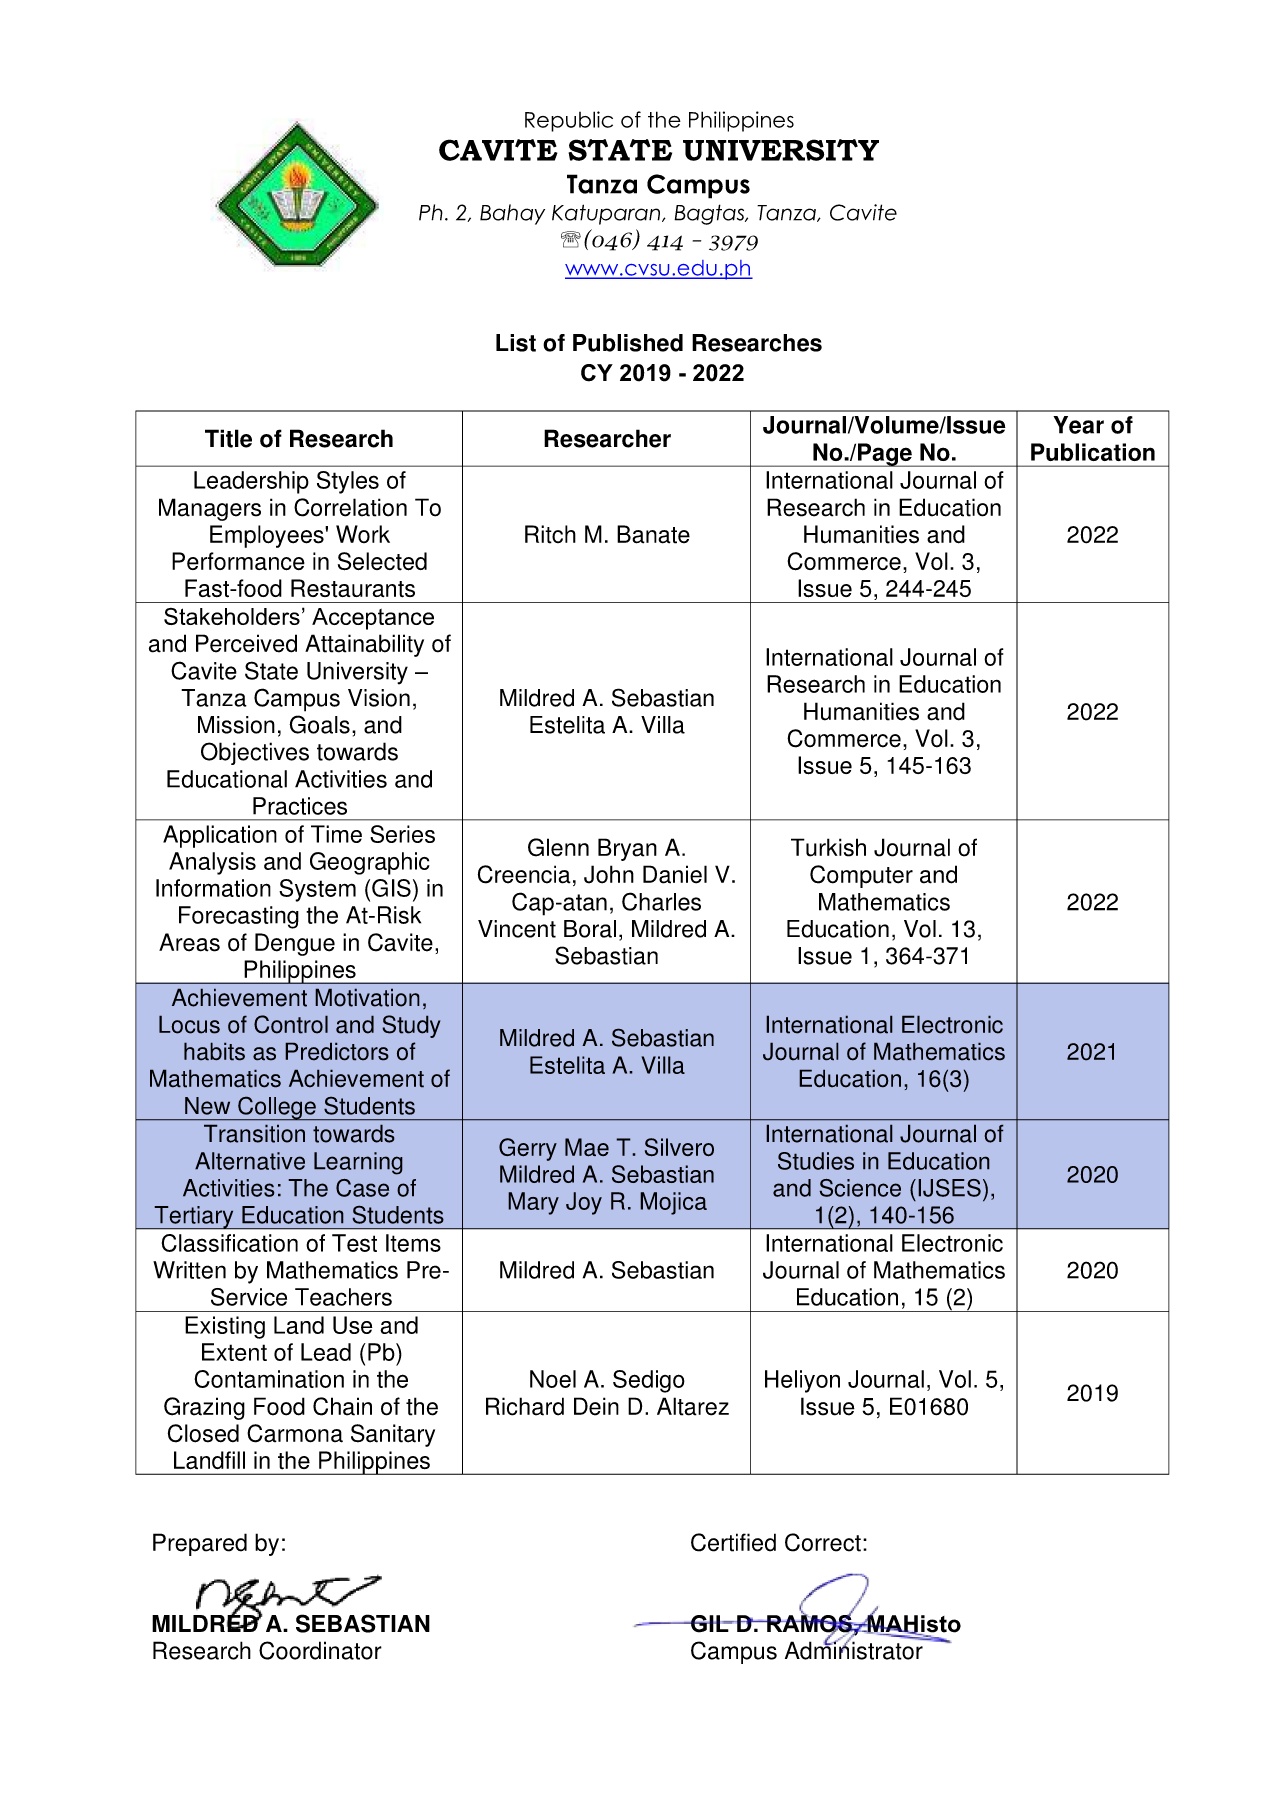 Republic of the Philippines
CAVITE STATE UNIVERSITY
Tanza Campus
Ph. 2, Bahay Katuparan, Bagtas, Tanza, Cavite
☏(046) 414 - 3979
www.cvsu.edu.ph
CAVITE STATE UNIVERSITY
List of Published Researches
CY 2019 - 2022
Title of Research
Researcher
Journal/Volume/Issue
No./Page No.
Year of
Publication
Leadership Styles of
Managers in Correlation To
Employees' Work
Performance in Selected
Fast-food Restaurants
Ritch M. Banate
International Journal of
Research in Education
Humanities and
Commerce, Vol. 3,
Issue 5, 244-245
2022
Stakeholders’ Acceptance
and Perceived Attainability of
Cavite State University –
Tanza Campus Vision,
Mission, Goals, and
Objectives towards
Educational Activities and
Practices
Mildred A. Sebastian
Estelita A. Villa
International Journal of
Research in Education
Humanities and
Commerce, Vol. 3,
Issue 5, 145-163
2022
Application of Time Series
Analysis and Geographic
Information System (GIS) in
Forecasting the At-Risk
Areas of Dengue in Cavite,
Philippines
Glenn Bryan A.
Creencia, John Daniel V.
Cap-atan, Charles
Vincent Boral, Mildred A.
Sebastian
Turkish Journal of
Computer and
Mathematics
Education, Vol. 13,
Issue 1, 364-371
2022
Achievement Motivation,
Locus of Control and Study
habits as Predictors of
Mathematics Achievement of
New College Students
Mildred A. Sebastian
Estelita A. Villa
International Electronic
Journal of Mathematics
Education, 16(3)
2021
Transition towards
Alternative Learning
Activities: The Case of
Tertiary Education Students
Gerry Mae T. Silvero
Mildred A. Sebastian
Mary Joy R. Mojica
International Journal of
Studies in Education
and Science (IJSES),
1(2), 140-156
2020
Classification of Test Items
Written by Mathematics Pre-
Service Teachers
Mildred A. Sebastian
International Electronic
Journal of Mathematics
Education, 15 (2)
2020
Existing Land Use and
Extent of Lead (Pb)
Contamination in the
Grazing Food Chain of the
Closed Carmona Sanitary
Landfill in the Philippines
Noel A. Sedigo
Richard Dein D. Altarez
Heliyon Journal, Vol. 5,
Issue 5, E01680
2019
Prepared by:
MILDRED A. SEBASTIAN
Research Coordinator
Certified Correct:
GIL D. RAMOS, MAHisto
Campus Administrator